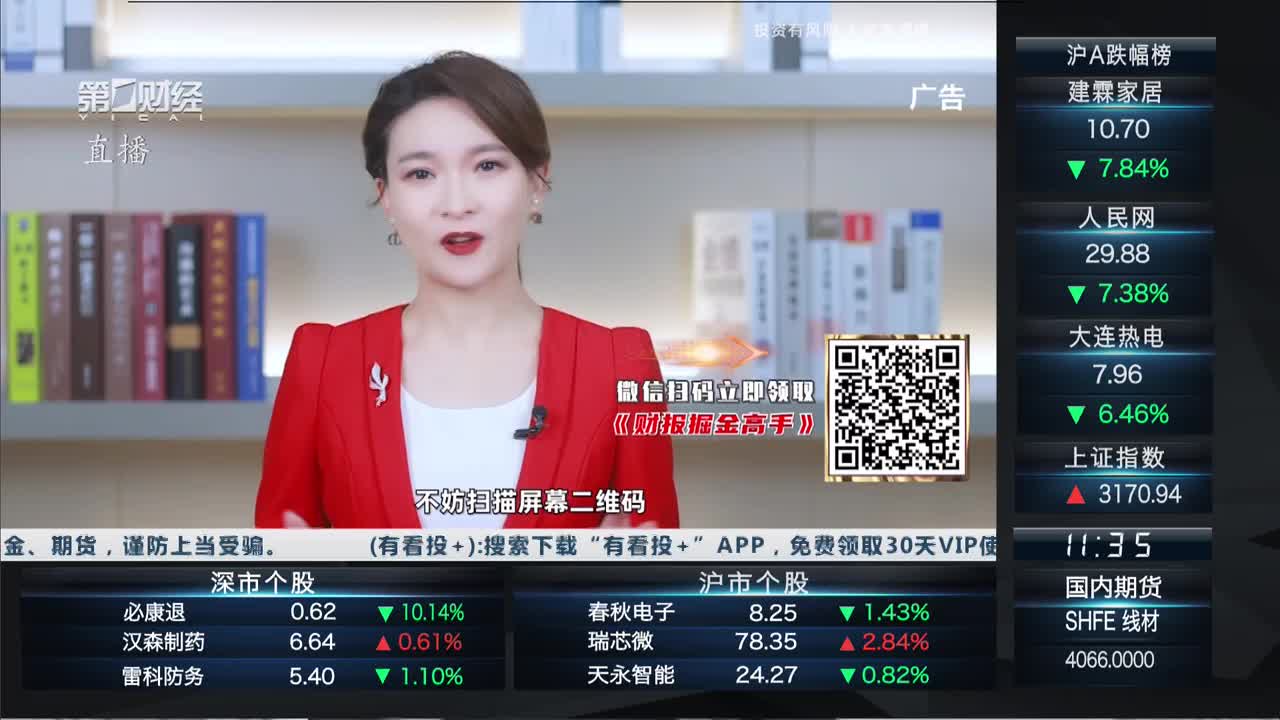 投资有风险
第一财经
YICAI
直播
广告
微信扫码立即领取
《财报掘金高手》
不妨扫描屏幕二维码
金、期货，谨防上当受骗。 (有看投+):搜索下载“有看投+”APP，免费领取30天VIP使
深市个股
必康退 0.62 ▼10.14%
汉森制药 6.64 ▲0.61%
雷科防务 5.40 ▼1.10%
沪市个股
春秋电子 8.25 ▼1.43%
瑞芯微 78.35 ▲2.84%
天永智能 24.27 ▼0.82%
沪A跌幅榜
建霖家居
10.70
▼ 7.84%
人民网
29.88
▼ 7.38%
大连热电
7.96
▼ 6.46%
上证指数
▲ 3170.94
11:35
国内期货
SHFE 线材
4066.0000